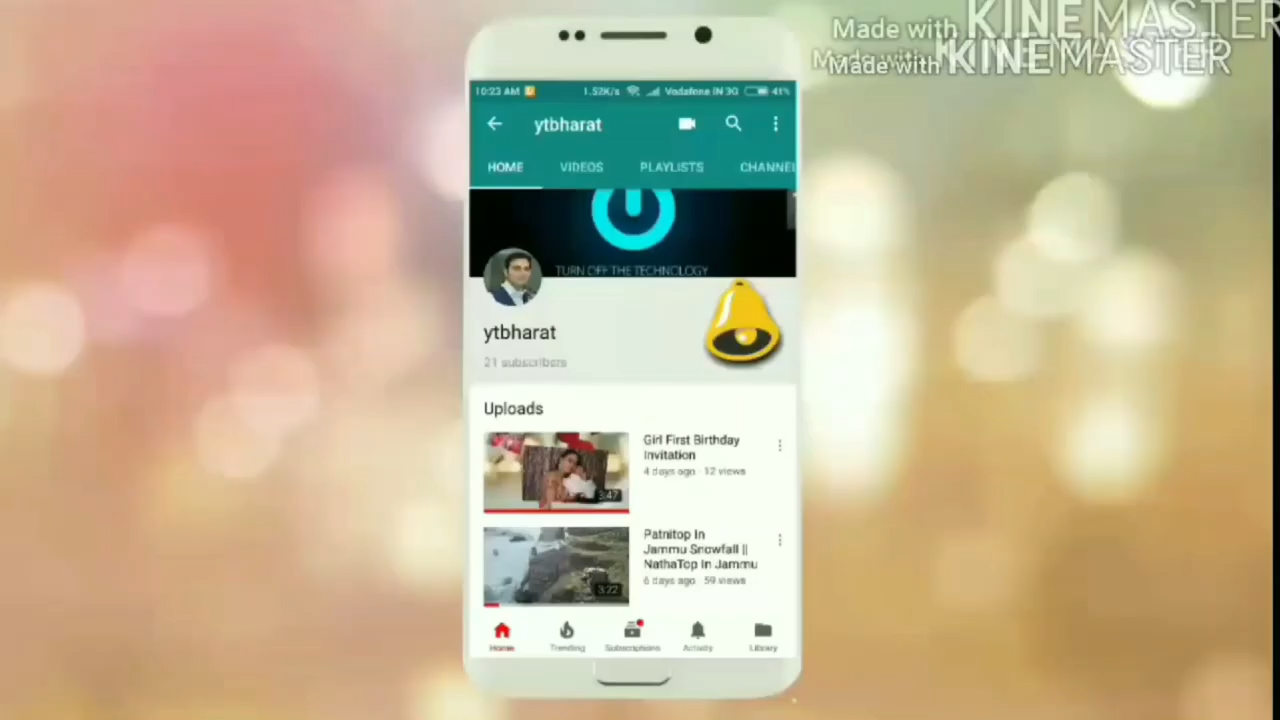 Made with KINEMASTER
Made with KINEMASTER
10:23 AM 1.52K/s Vodafone IN 3G 41%
ytbharat
HOME VIDEOS PLAYLISTS CHANNEL
TURN OFF THE TECHNOLOGY
ytbharat
21 subscribers
Uploads
Girl First Birthday
Invitation
4 days ago · 12 views
3:47
Patnitop In
Jammu Snowfall ||
NathaTop In Jammu
6 days ago · 59 views
3:22
Home Trending Subscriptions Activity Library